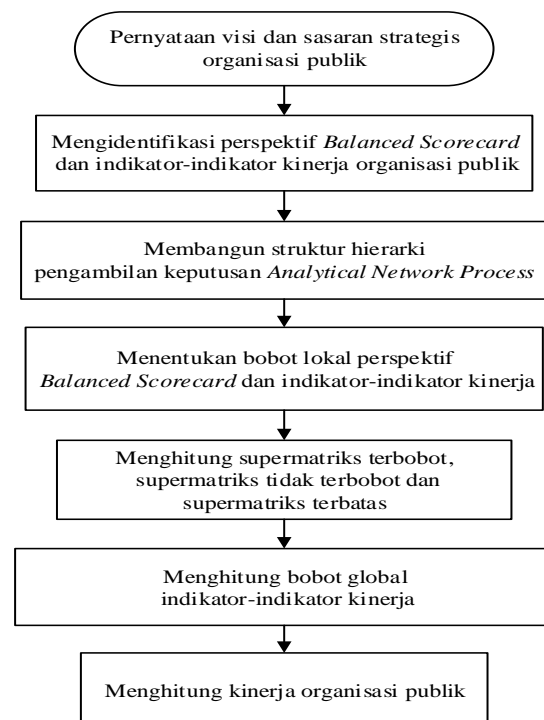 Pernyataan visi dan sasaran strategis
organisasi publik
Mengidentifikasi perspektif Balanced Scorecard
dan indikator-indikator kinerja organisasi publik
Membangun struktur hierarki
pengambilan keputusan Analytical Network Process
Menentukan bobot lokal perspektif
Balanced Scorecard dan indikator-indikator kinerja
Menghitung supermatriks terbobot,
supermatriks tidak terbobot dan
supermatriks terbatas
Menghitung bobot global
indikator-indikator kinerja
Menghitung kinerja organisasi publik